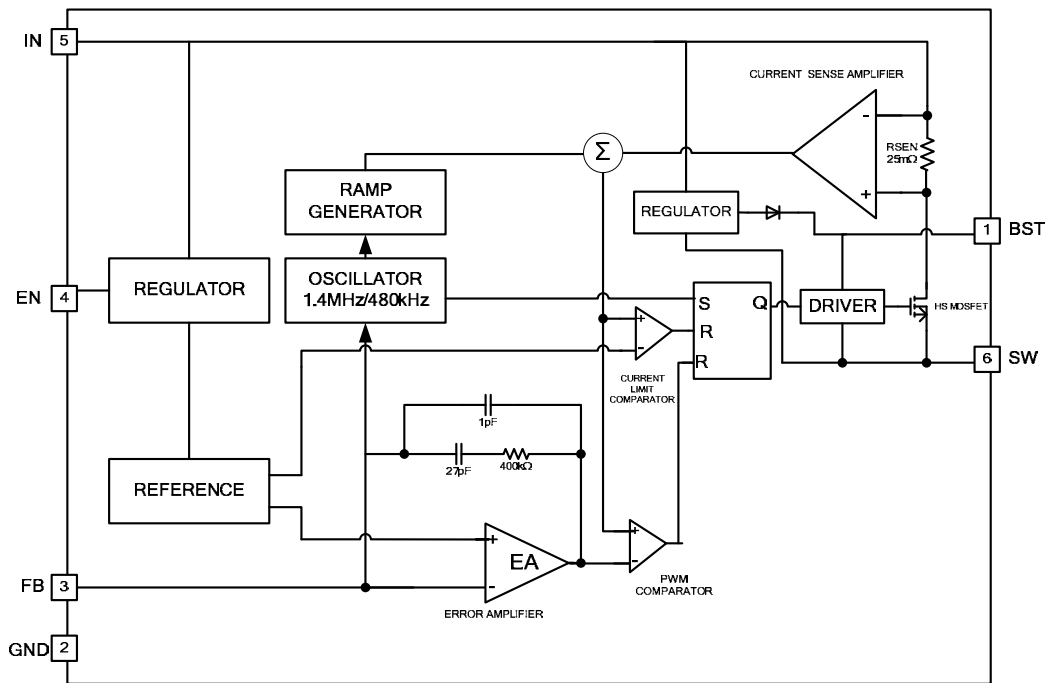 IN
5
CURRENT SENSE AMPLIFIER
-
RSEN
25mΩ
+
Σ
RAMP
GENERATOR
REGULATOR
1
BST
EN
4
REGULATOR
OSCILLATOR
1.4MHz/480kHz
S
Q
DRIVER
HS MOSFET
+
-
R
R
6
SW
CURRENT
LIMIT
COMPARATOR
1pF
27pF
400kΩ
REFERENCE
+
-
EA
+
-
PWM
COMPARATOR
FB
3
ERROR AMPLIFIER
GND
2